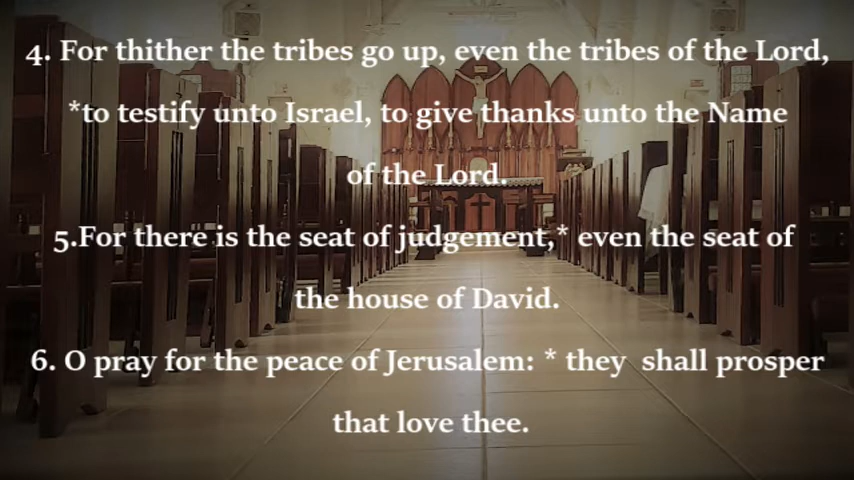 4. For thither the tribes go up, even the tribes of the Lord,
*to testify unto Israel, to give thanks unto the Name
of the Lord.
5.For there is the seat of judgement,* even the seat of
the house of David.
6. O pray for the peace of Jerusalem: * they  shall prosper
that love thee.